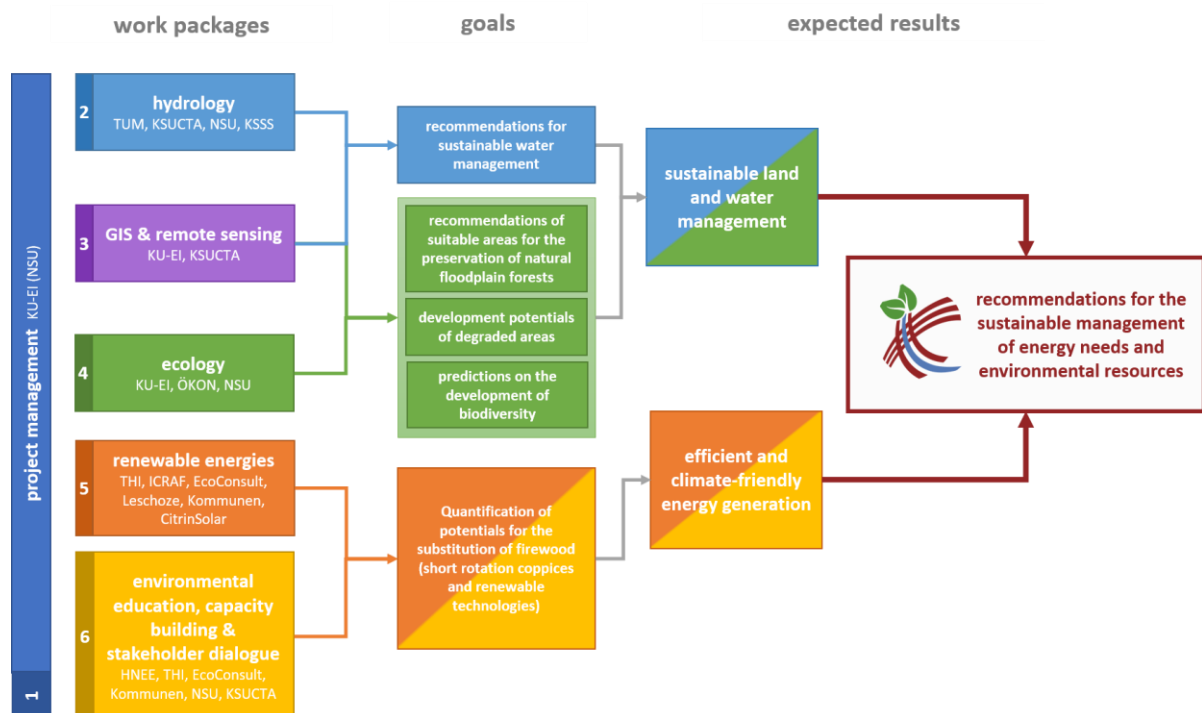 work packages
goals
expected results
project management KU-EI (NSU)
1
2
hydrology
TUM, KSUCTA, NSU, KSSS
3
GIS & remote sensing
KU-EI, KSUCTA
4
ecology
KU-EI, ÖKON, NSU
5
renewable energies
THI, ICRAF, EcoConsult,
Leschoze, Kommunen,
CitrinSolar
6
environmental
education, capacity
building &
stakeholder dialogue
HNEE, THI, EcoConsult,
Kommunen, NSU, KSUCTA
recommendations for
sustainable water
management
recommendations of
suitable areas for the
preservation of natural
floodplain forests
development potentials
of degraded areas
predictions on the
development of
biodiversity
Quantification of
potentials for the
substitution of firewood
(short rotation coppices
and renewable
technologies)
sustainable land
and water
management
efficient and
climate-friendly
energy generation
recommendations for the
sustainable management
of energy needs and
environmental resources